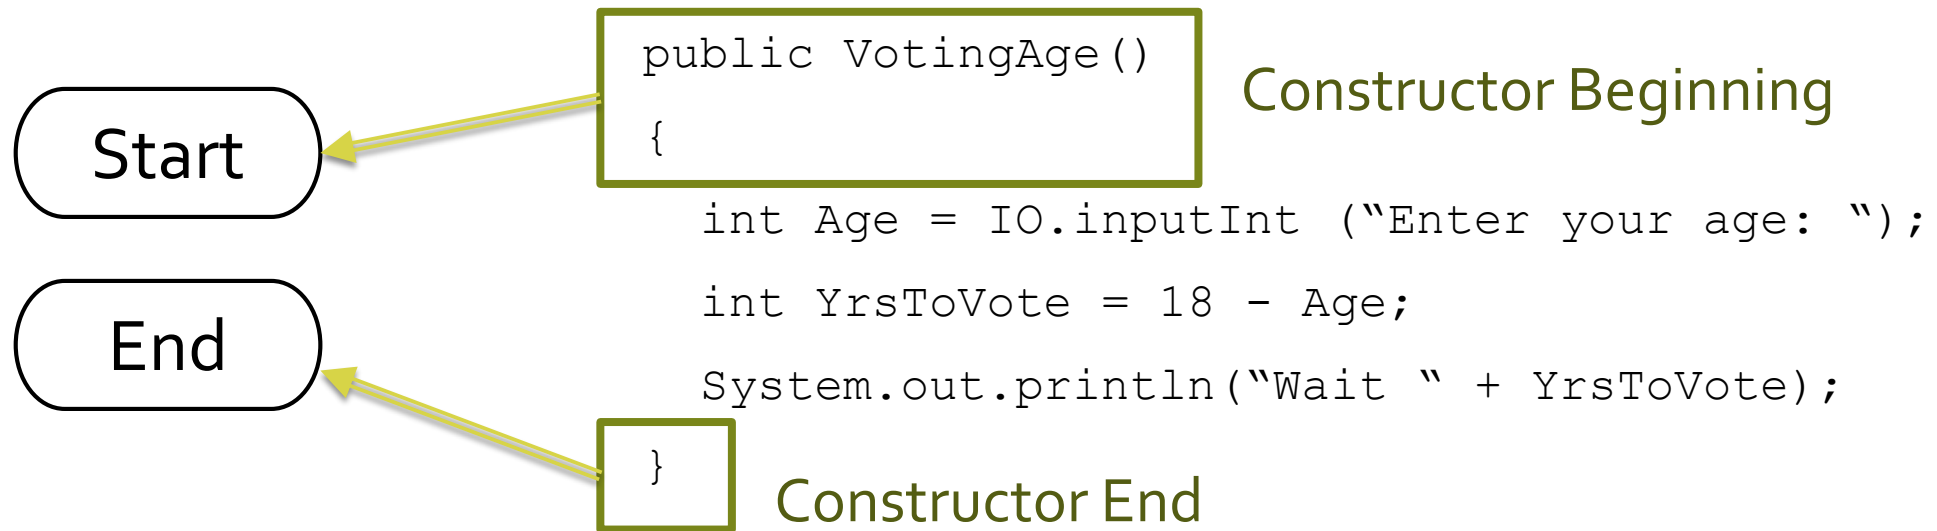 public VotingAge()
Constructor Beginning
Start
{
int Age = IO.inputInt (“Enter your age: “);
int YrsToVote = 18 - Age;
End
System.out.println(“Wait “ + YrsToVote);
}
Constructor End